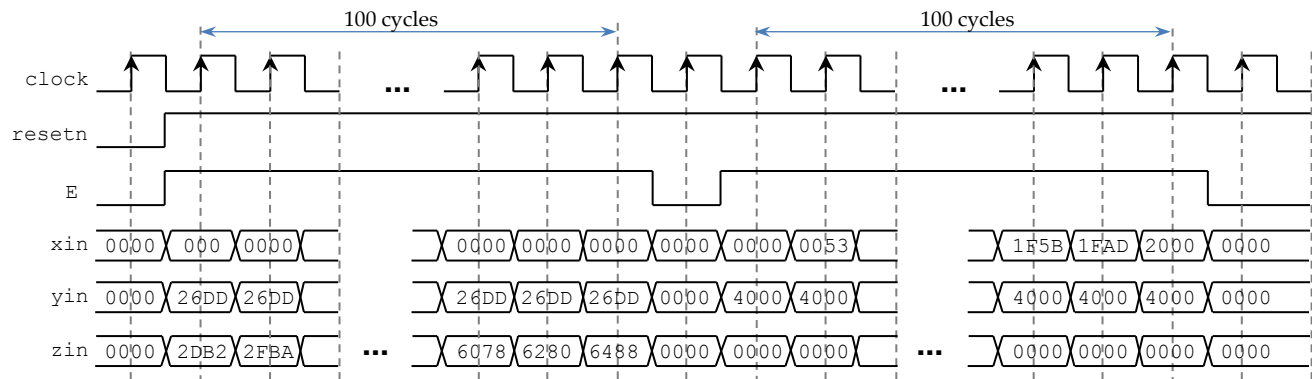 100 cycles 100 cycles
clock ... ...
resetn
E
xin 0000 000 0000 0000 0000 0000 0000 0000 0053 1F5B 1FAD 2000 0000
yin 0000 26DD 26DD 26DD 26DD 26DD 0000 4000 4000 4000 4000 4000 0000
zin 0000 2DB2 2FBA ... 6078 6280 6488 0000 0000 0000 ... 0000 0000 0000 0000